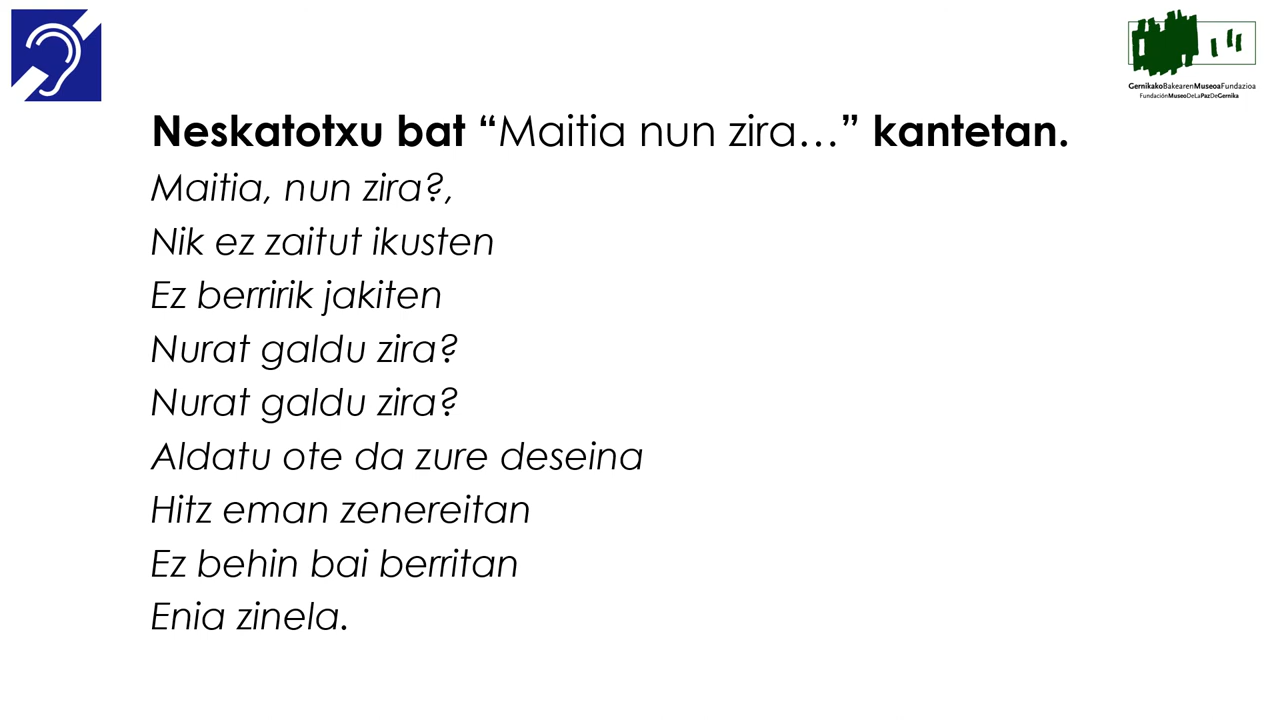 GernikakoBakearenMuseoaFundazioa
FundaciónMuseoDeLaPazDeGernika
Neskatotxu bat “Maitia nun zira…” kantetan.
Maitia, nun zira?,
Nik ez zaitut ikusten
Ez berririk jakiten
Nurat galdu zira?
Nurat galdu zira?
Aldatu ote da zure deseina
Hitz eman zenereitan
Ez behin bai berritan
Enia zinela.